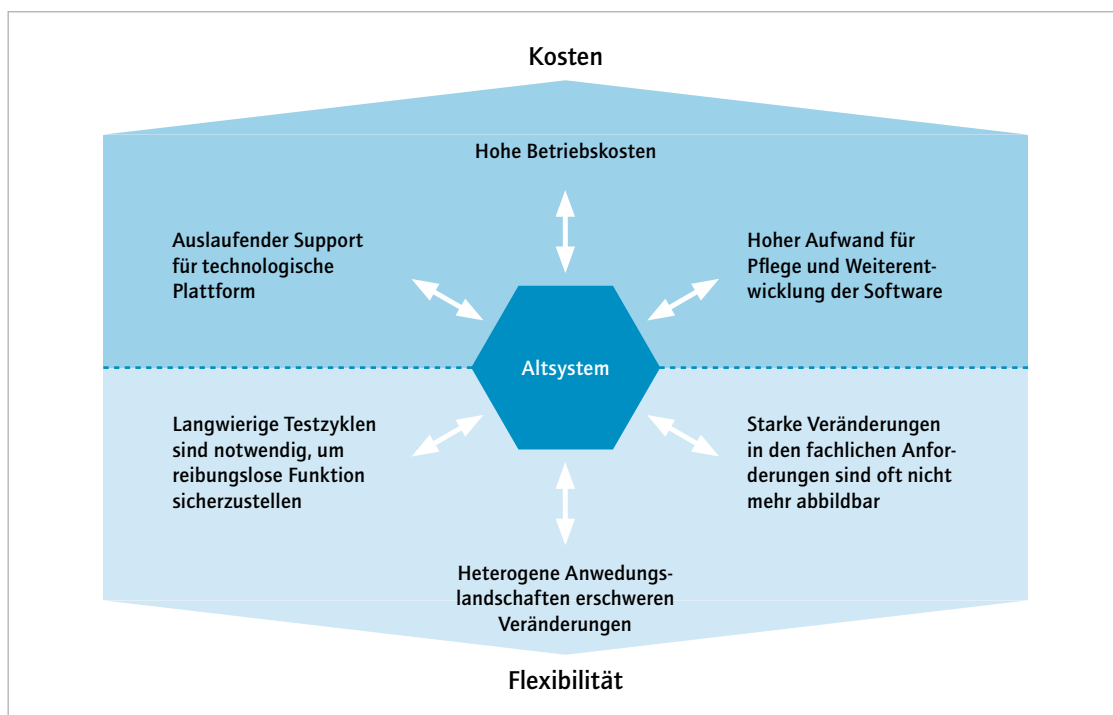 Kosten
Hohe Betriebskosten
Auslaufender Support
für technologische
Plattform
Hoher Aufwand für
Pflege und Weiterent-
wicklung der Software
Altsystem
Langwierige Testzyklen
sind notwendig, um
reibungslose Funktion
sicherzustellen
Starke Veränderungen
in den fachlichen Anfor-
derungen sind oft nicht
mehr abbildbar
Heterogene Anwedungs-
landschaften erschweren
Veränderungen
Flexibilität